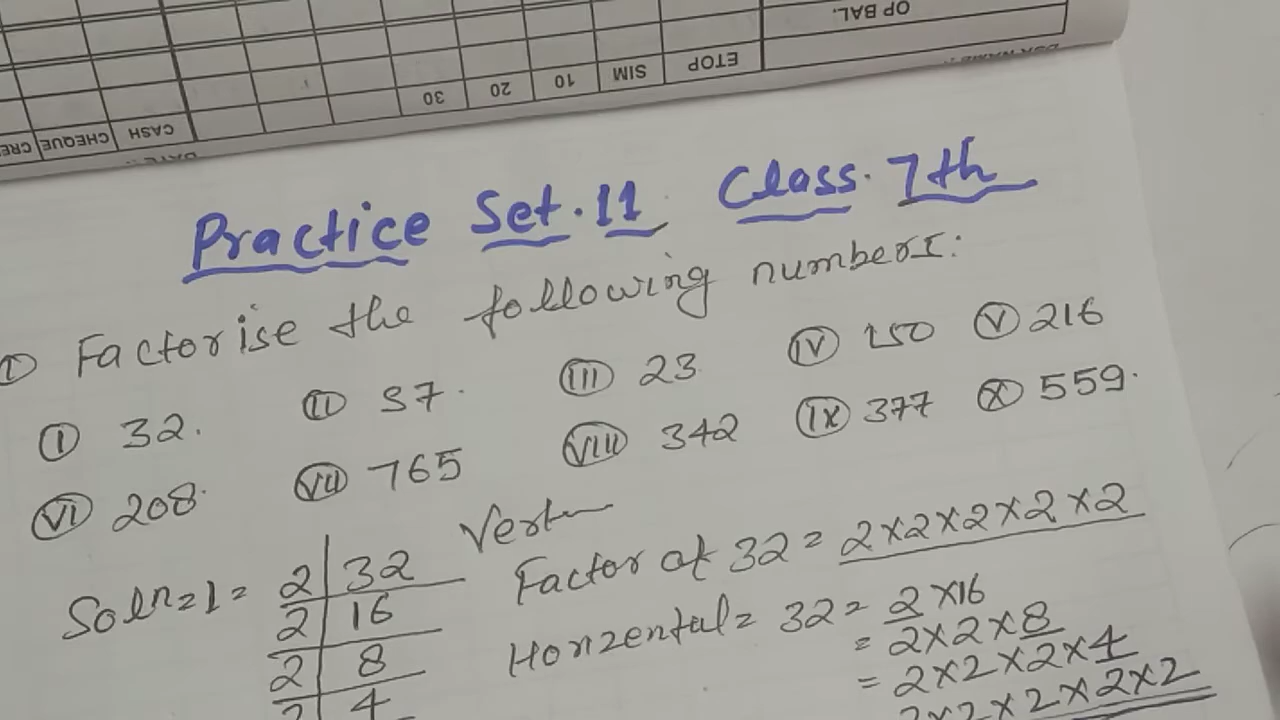 OP BAL.
ETOP SIM 10 20 30
CASH CHEQUE CRE
Practice Set.11 Class.7th
① Factorise the following numbers:
Ⓘ 32. Ⓘⓘ 37. ⒾⒾⒾ 23 ⒾⓋ 150 Ⓥ 216
ⓋⒾ 208. ⓋⒾⒾ 765 ⓋⒾⒾⒾ 342 ⒾⓍ 377 Ⓧ 559.
Soln=1= 2 | 32
2 | 16
2 | 8
2 | 4
Factor of 32 = 2×2×2×2×2
Honzental= 32 = 2×16
= 2×2×8
= 2×2×2×4
2×2×2×2×2